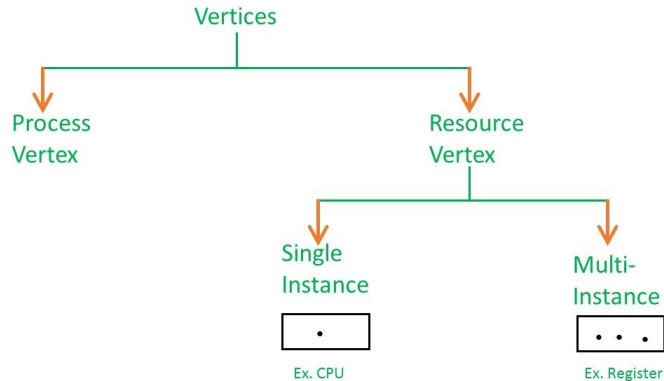 Vertices
Process
Vertex
Resource
Vertex
Single
Instance
Multi-
Instance
Ex. CPU
Ex. Register